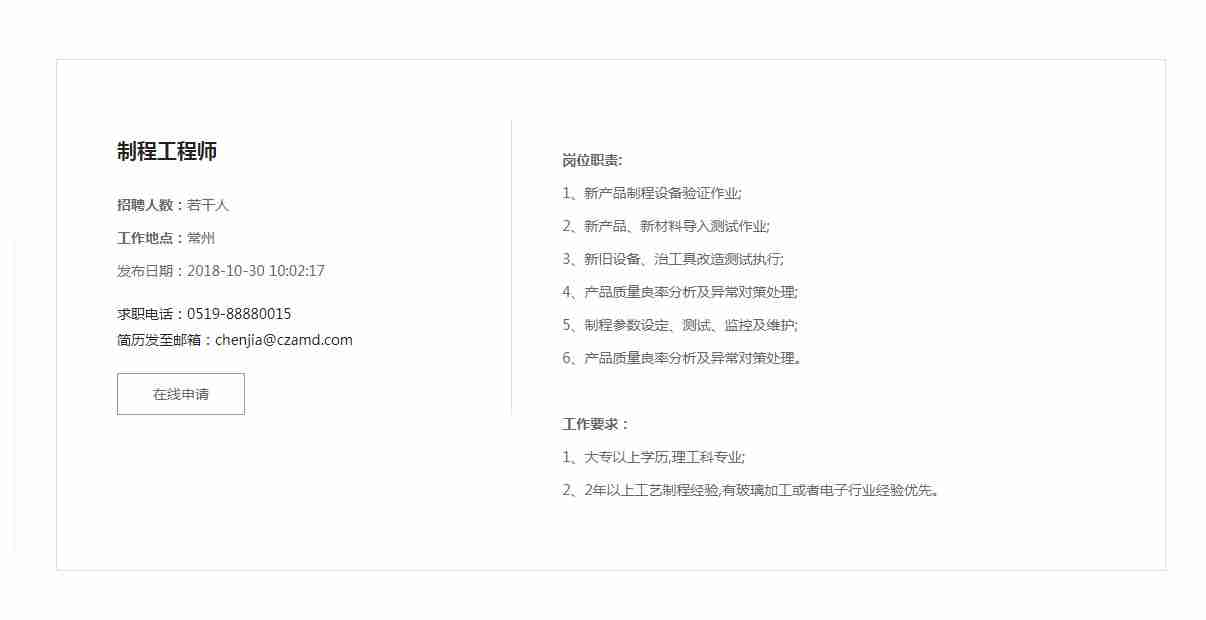 制程工程师
招聘人数：若干人
工作地点：常州
发布日期：2018-10-30 10:02:17
求职电话：0519-88880015
简历发至邮箱：chenjia@czamd.com
在线申请
岗位职责:
1、新产品制程设备验证作业;
2、新产品、新材料导入测试作业;
3、新旧设备、治工具改造测试执行;
4、产品质量良率分析及异常对策处理;
5、制程参数设定、测试、监控及维护;
6、产品质量良率分析及异常对策处理。
工作要求：
1、大专以上学历,理工科专业;
2、2年以上工艺制程经验,有玻璃加工或者电子行业经验优先。